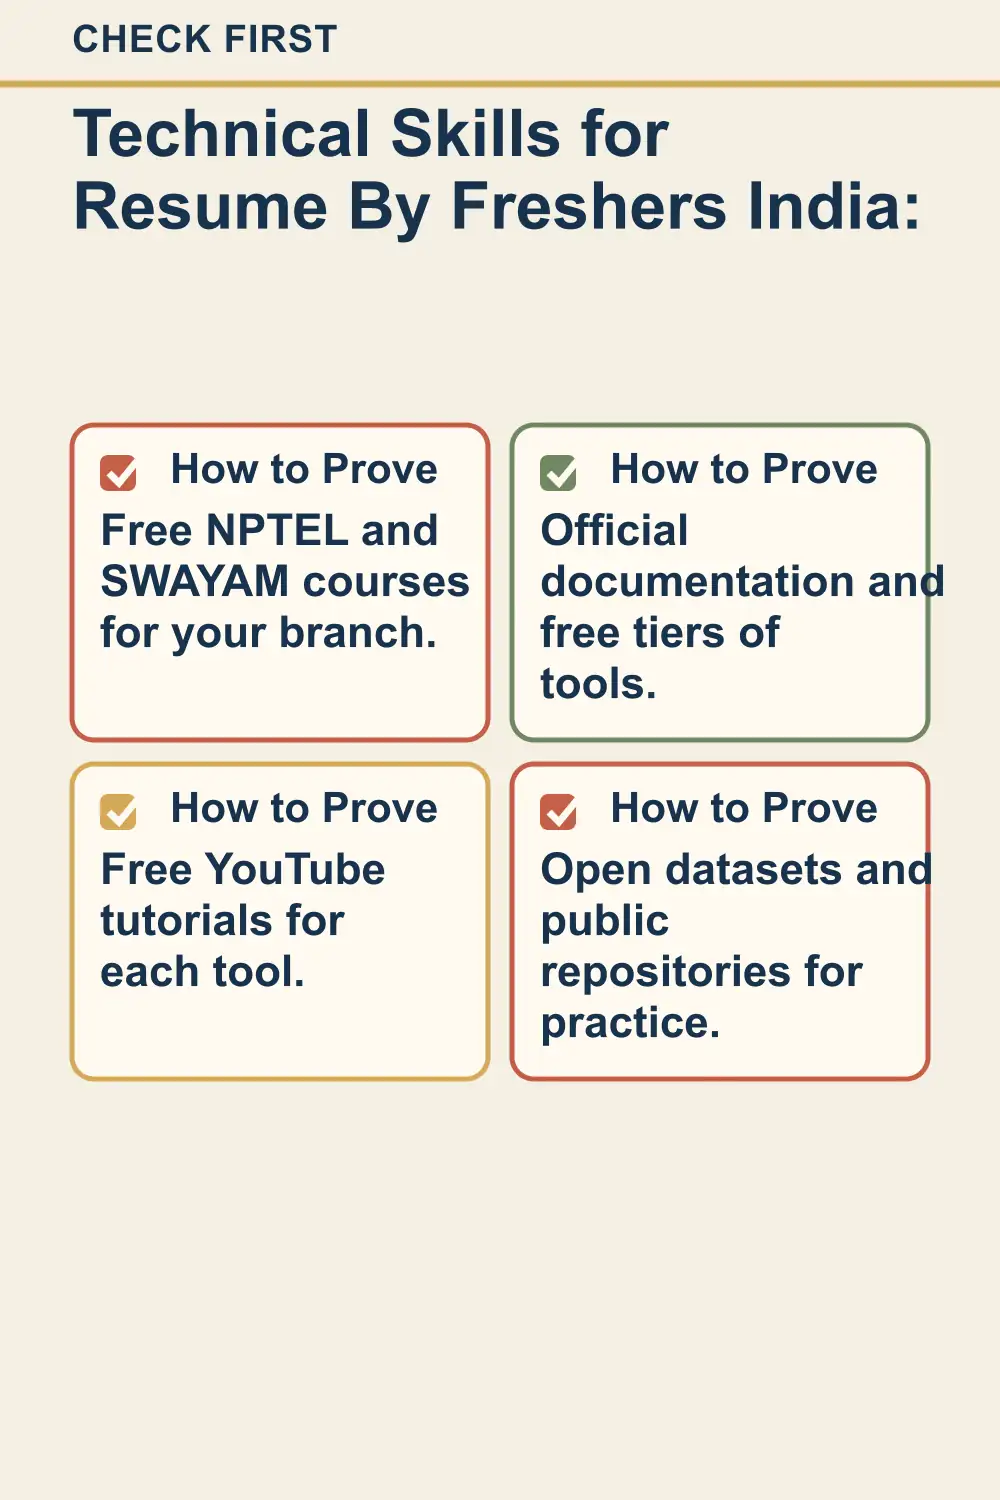 CHECK FIRST
Technical Skills for
Resume By Freshers India:
How to Prove
Free NPTEL and
SWAYAM courses
for your branch.
How to Prove
Official
documentation and
free tiers of
tools.
How to Prove
Free YouTube
tutorials for
each tool.
How to Prove
Open datasets and
public
repositories for
practice.